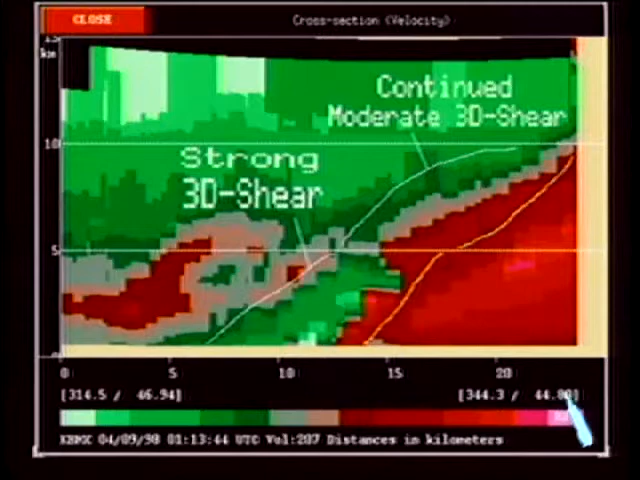 CLOSE
Cross-section (Velocity)
km
Continued
Moderate 3D-Shear
10
Strong
3D-Shear
5
0 5 10 15 20
[314.5 / 46.94] [344.3 / 44.80]
KBMX 04/09/98 01:13:44 UTC Vol:207 Distances in kilometers